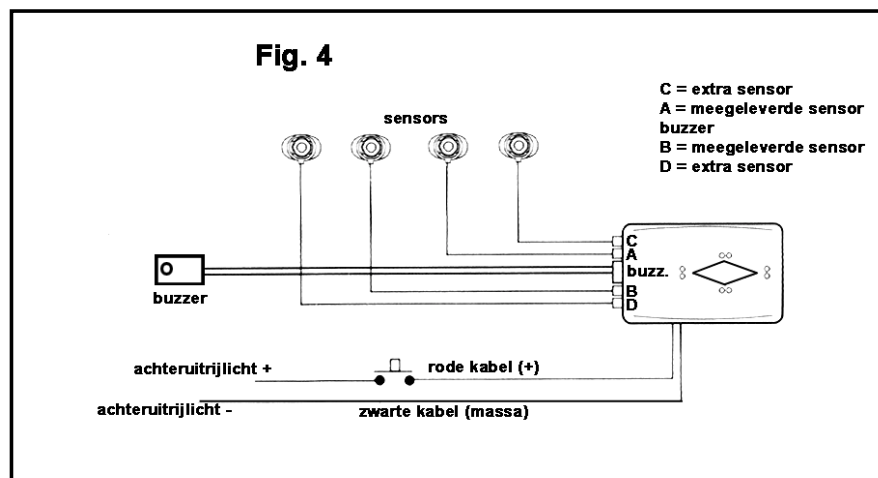 Fig. 4
C = extra sensor
A = meegeleverde sensor
buzzer
B = meegeleverde sensor
D = extra sensor
sensors
C
A
buzz.
B
D
buzzer
achteruitrijlicht +
rode kabel (+)
achteruitrijlicht -
zwarte kabel (massa)